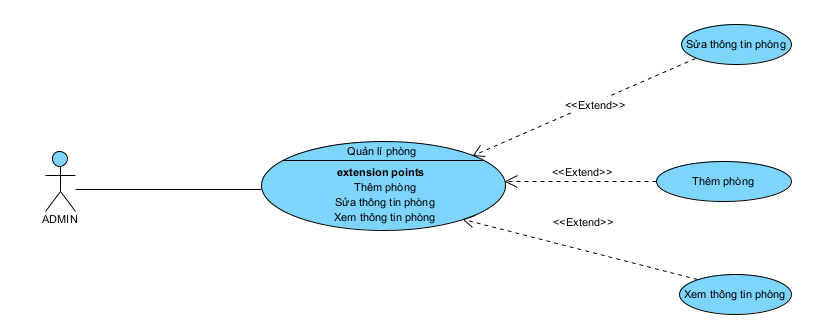 Sửa thông tin phòng
<<Extend>>
Quản lí phòng
extension points
Thêm phòng
Sửa thông tin phòng
Xem thông tin phòng
ADMIN
<<Extend>>
Thêm phòng
<<Extend>>
Xem thông tin phòng